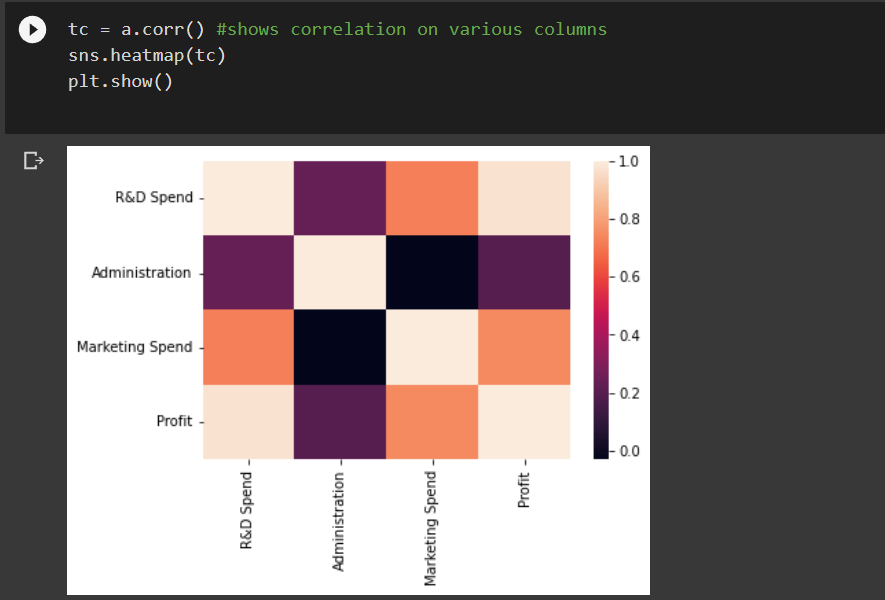 tc = a.corr() #shows correlation on various columns
sns.heatmap(tc)
plt.show()
R&D Spend
Administration
Marketing Spend
Profit
1.0
0.8
0.6
0.4
0.2
0.0
R&D Spend
Administration
Marketing Spend
Profit